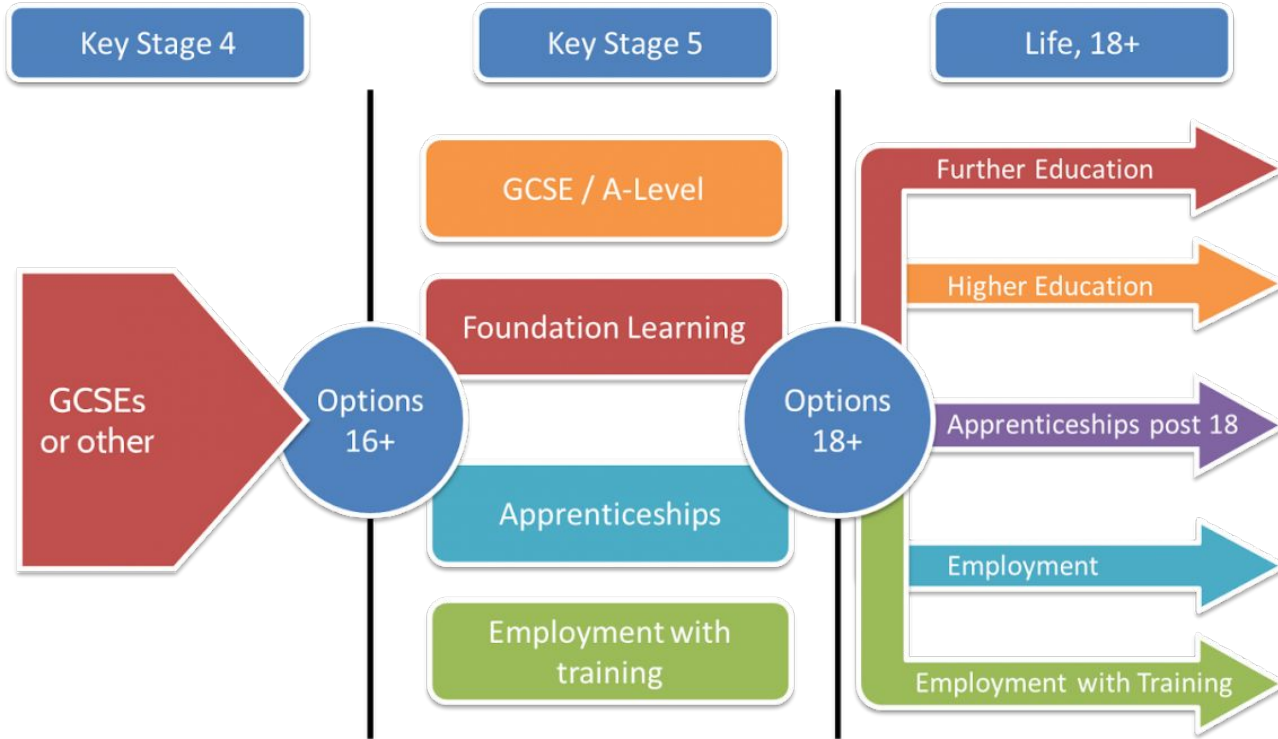 Key Stage 4
Key Stage 5
Life, 18+
GCSEs
or other
Options
16+
GCSE / A-Level
Foundation Learning
Apprenticeships
Employment with
training
Options
18+
Further Education
Higher Education
Apprenticeships post 18
Employment
Employment with Training